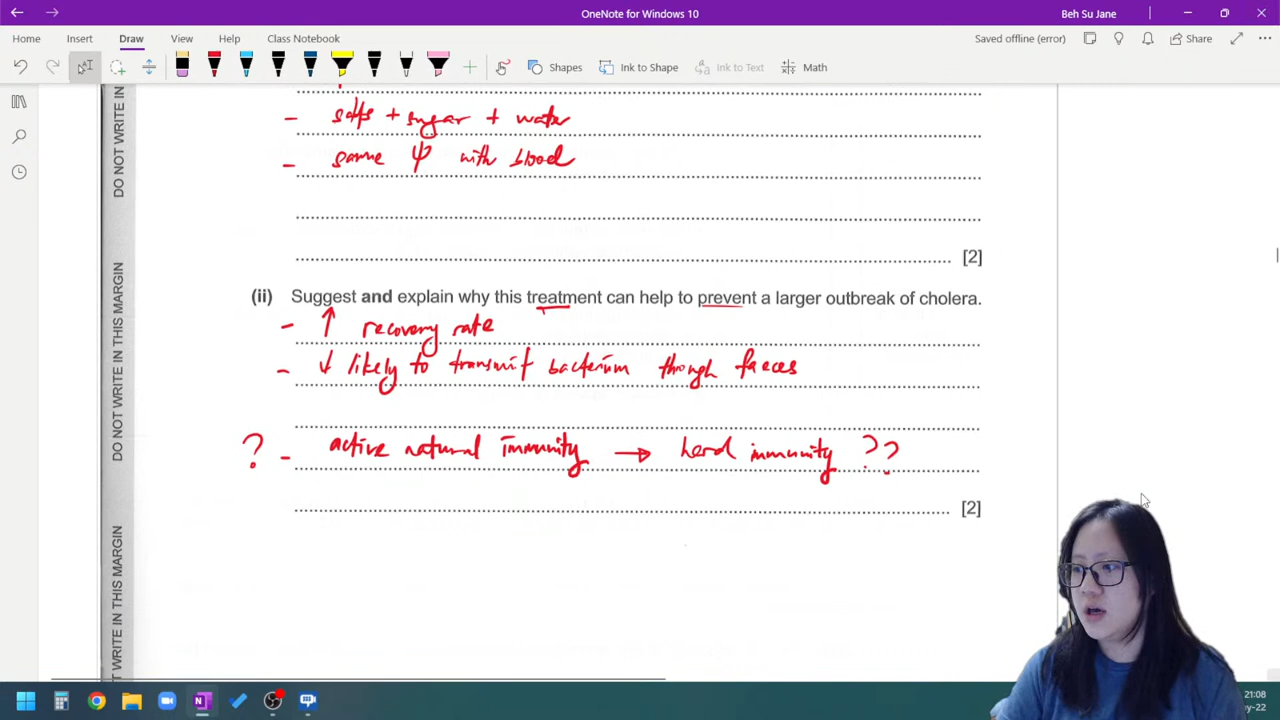 OneNote for Windows 10
Beh Su Jane
Home Insert Draw View Help Class Notebook
Saved offline (error)
Share
Shapes
Ink to Shape
Ink to Text
Math
DO NOT WRITE IN
- salts + sugar + water
- same ψ with blood
[2]
DO NOT WRITE IN THIS MARGIN
(ii) Suggest and explain why this treatment can help to prevent a larger outbreak of cholera.
- ↑ recovery rate
- ↓ likely to transmit bacterium through faeces
? - active natural immunity → herd immunity ??
[2]
WRITE IN THIS MARGIN
21:08
y-22